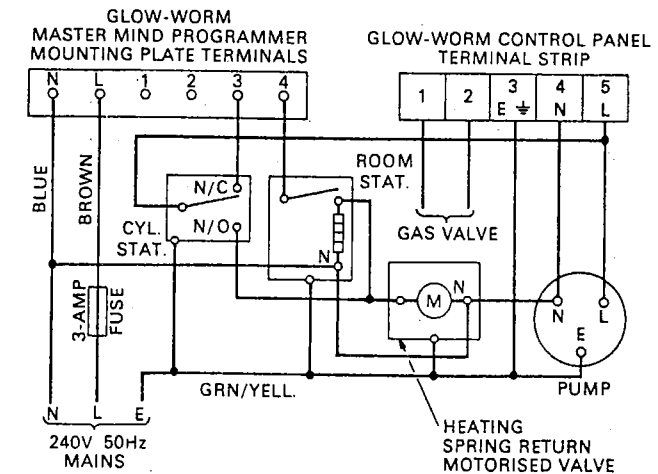 GLOW-WORM
MASTER MIND PROGRAMMER
MOUNTING PLATE TERMINALS
N L 1 2 3 4
GLOW-WORM CONTROL PANEL
TERMINAL STRIP
1 2 3 4 5
E N L
BLUE
BROWN
N/C
N/O
CYL.
STAT.
ROOM
STAT.
N
GAS VALVE
3-AMP
FUSE
M
N
N L
E
PUMP
GRN/YELL.
N L E
240V 50Hz
MAINS
HEATING
SPRING RETURN
MOTORISED VALVE